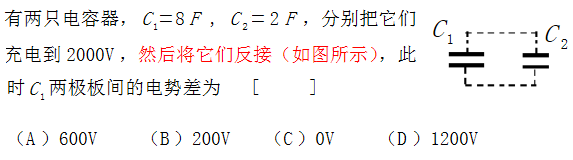 有两只电容器，C₁=8F，C₂=2F，分别把它们
充电到2000V，然后将它们反接（如图所示），此
时C₁两极板间的电势差为 [ ]
C₁ C₂
（A）600V （B）200V （C）0V （D）1200V